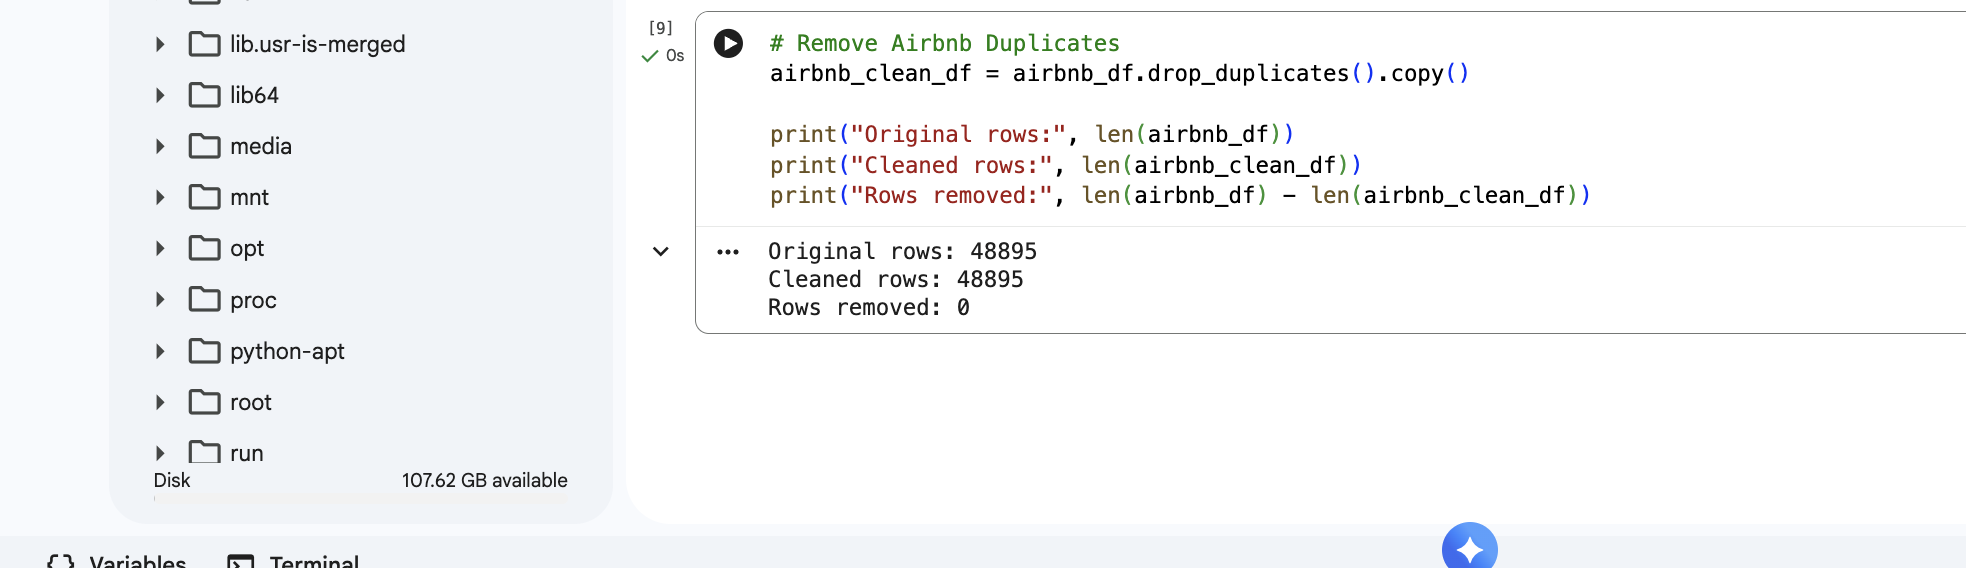 lib.usr-is-merged
lib64
media
mnt
opt
proc
python-apt
root
run
Disk 107.62 GB available
[9]
0s
# Remove Airbnb Duplicates
airbnb_clean_df = airbnb_df.drop_duplicates().copy()
print("Original rows:", len(airbnb_df))
print("Cleaned rows:", len(airbnb_clean_df))
print("Rows removed:", len(airbnb_df) - len(airbnb_clean_df))
Original rows: 48895
Cleaned rows: 48895
Rows removed: 0
Variables Terminal